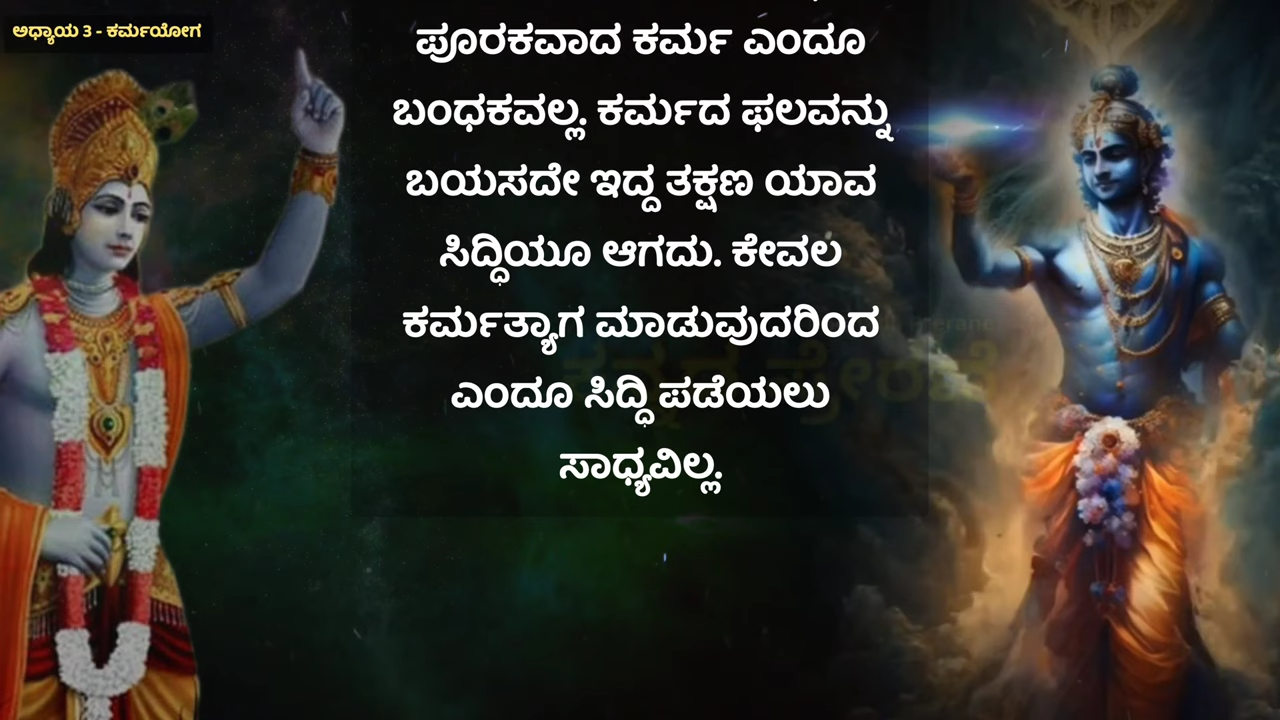 ಅಧ್ಯಾಯ 3 - ಕರ್ಮಯೋಗ
ಪೂರಕವಾದ ಕರ್ಮ ಎಂದೂ
ಬಂಧಕವಲ್ಲ. ಕರ್ಮದ ಫಲವನ್ನು
ಬಯಸದೇ ಇದ್ದ ತಕ್ಷಣ ಯಾವ
ಸಿದ್ಧಿಯೂ ಆಗದು. ಕೇವಲ
ಕರ್ಮತ್ಯಾಗ ಮಾಡುವುದರಿಂದ
ಎಂದೂ ಸಿದ್ಧಿ ಪಡೆಯಲು
ಸಾಧ್ಯವಿಲ್ಲ.